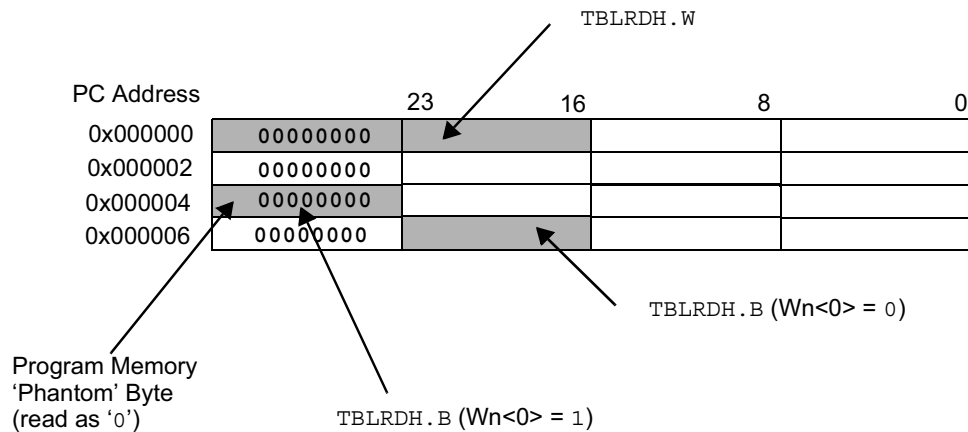 TBLRDH.W
PC Address
23
16
8
0
0x000000
00000000
0x000002
00000000
0x000004
00000000
0x000006
00000000
TBLRDH.B (Wn<0> = 0)
Program Memory
‘Phantom’ Byte
(read as ‘0’)
TBLRDH.B (Wn<0> = 1)